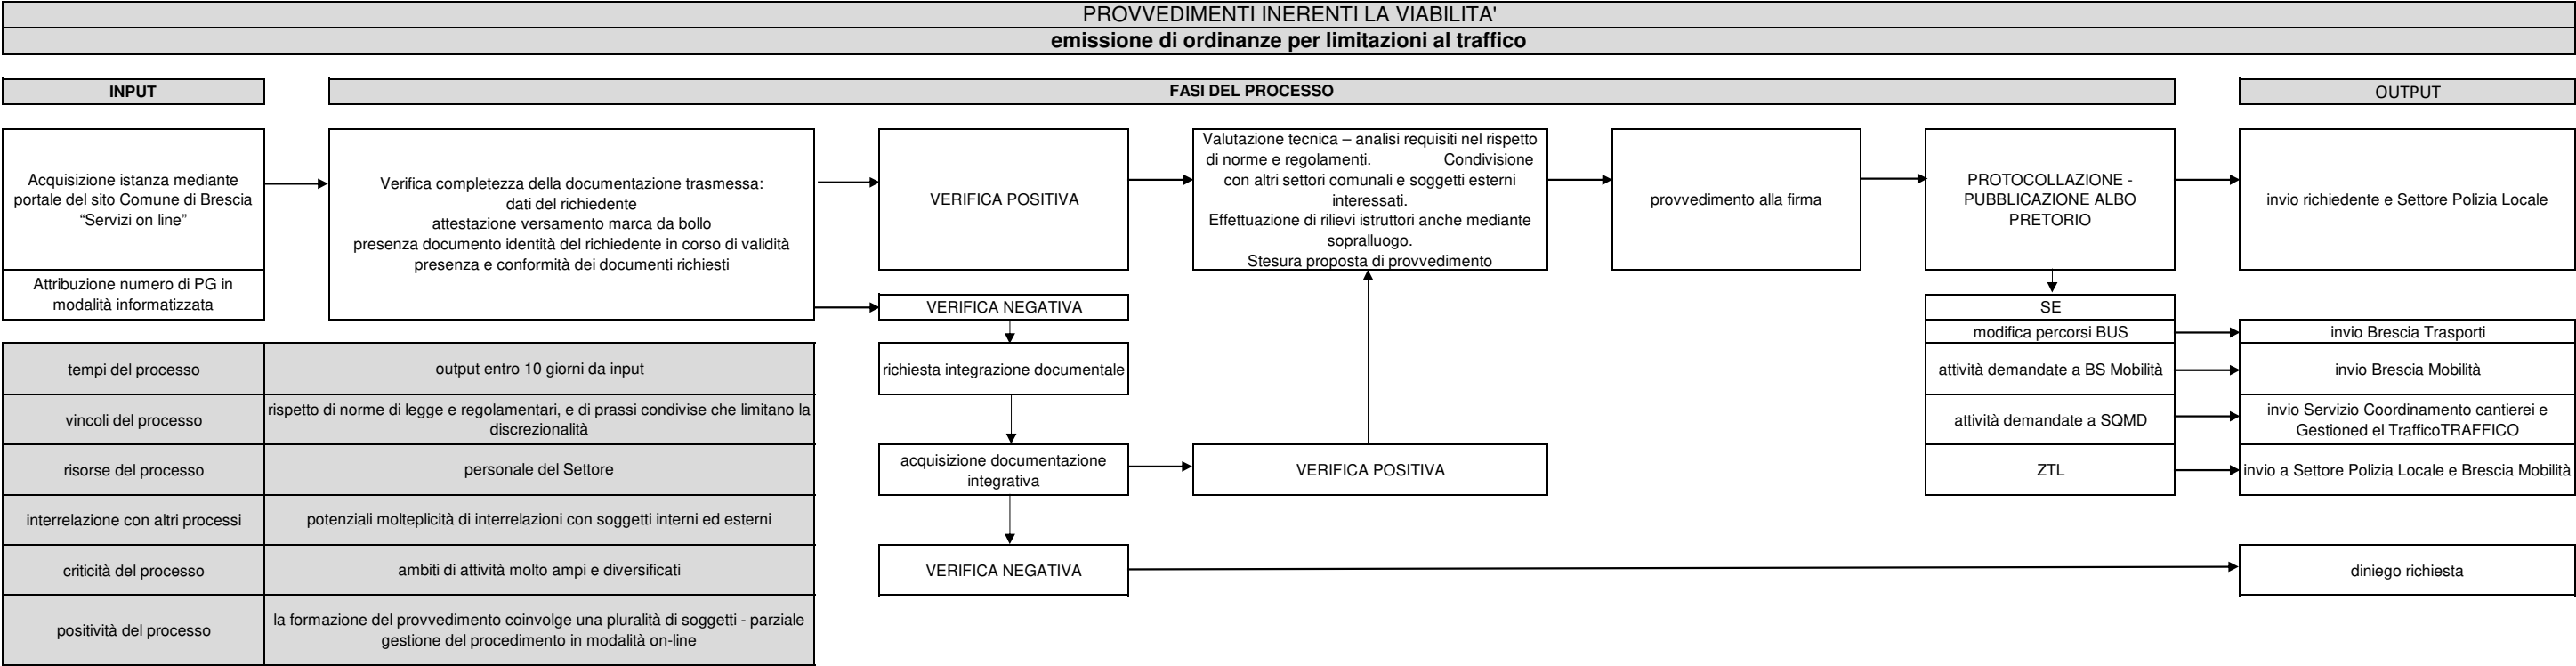 PROVVEDIMENTI INERENTI LA VIABILITA'
emissione di ordinanze per limitazioni al traffico
INPUT
FASI DEL PROCESSO
OUTPUT
Acquisizione istanza mediante
portale del sito Comune di Brescia
“Servizi on line”
Attribuzione numero di PG in
modalità informatizzata
Verifica completezza della documentazione trasmessa:
dati del richiedente
attestazione versamento marca da bollo
presenza documento identità del richiedente in corso di validità
presenza e conformità dei documenti richiesti
VERIFICA POSITIVA
Valutazione tecnica – analisi requisiti nel rispetto
di norme e regolamenti. Condivisione
con altri settori comunali e soggetti esterni
interessati.
Effettuazione di rilievi istruttori anche mediante
sopralluogo.
Stesura proposta di provvedimento
provvedimento alla firma
PROTOCOLLAZIONE -
PUBBLICAZIONE ALBO
PRETORIO
invio richiedente e Settore Polizia Locale
VERIFICA NEGATIVA
SE
modifica percorsi BUS
invio Brescia Trasporti
tempi del processo
output entro 10 giorni da input
richiesta integrazione documentale
attività demandate a BS Mobilità
invio Brescia Mobilità
vincoli del processo
rispetto di norme di legge e regolamentari, e di prassi condivise che limitano la
discrezionalità
attività demandate a SQMD
invio Servizio Coordinamento cantierei e
Gestioned el TrafficoTRAFFICO
risorse del processo
personale del Settore
acquisizione documentazione
integrativa
VERIFICA POSITIVA
ZTL
invio a Settore Polizia Locale e Brescia Mobilità
interrelazione con altri processi
potenziali molteplicità di interrelazioni con soggetti interni ed esterni
criticità del processo
ambiti di attività molto ampi e diversificati
VERIFICA NEGATIVA
diniego richiesta
positività del processo
la formazione del provvedimento coinvolge una pluralità di soggetti - parziale
gestione del procedimento in modalità on-line